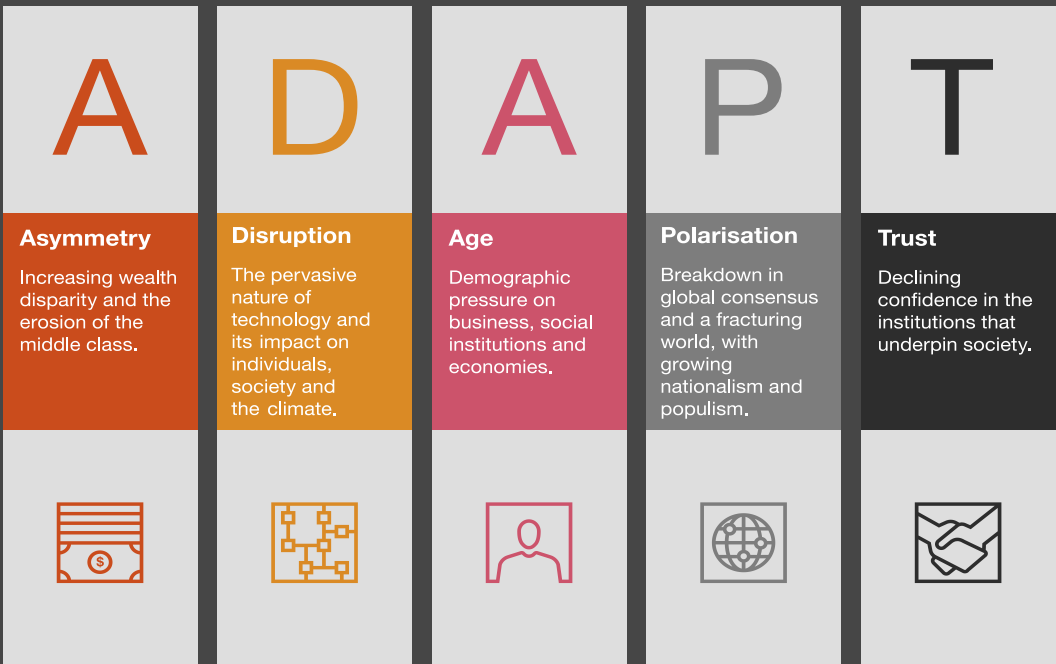 A
D
A
P
T
Asymmetry
Increasing wealth
disparity and the
erosion of the
middle class.
Disruption
The pervasive
nature of
technology and
its impact on
individuals,
society and
the climate.
Age
Demographic
pressure on
business, social
institutions and
economies.
Polarisation
Breakdown in
global consensus
and a fracturing
world, with
growing
nationalism and
populism.
Trust
Declining
confidence in the
institutions that
underpin society.
$